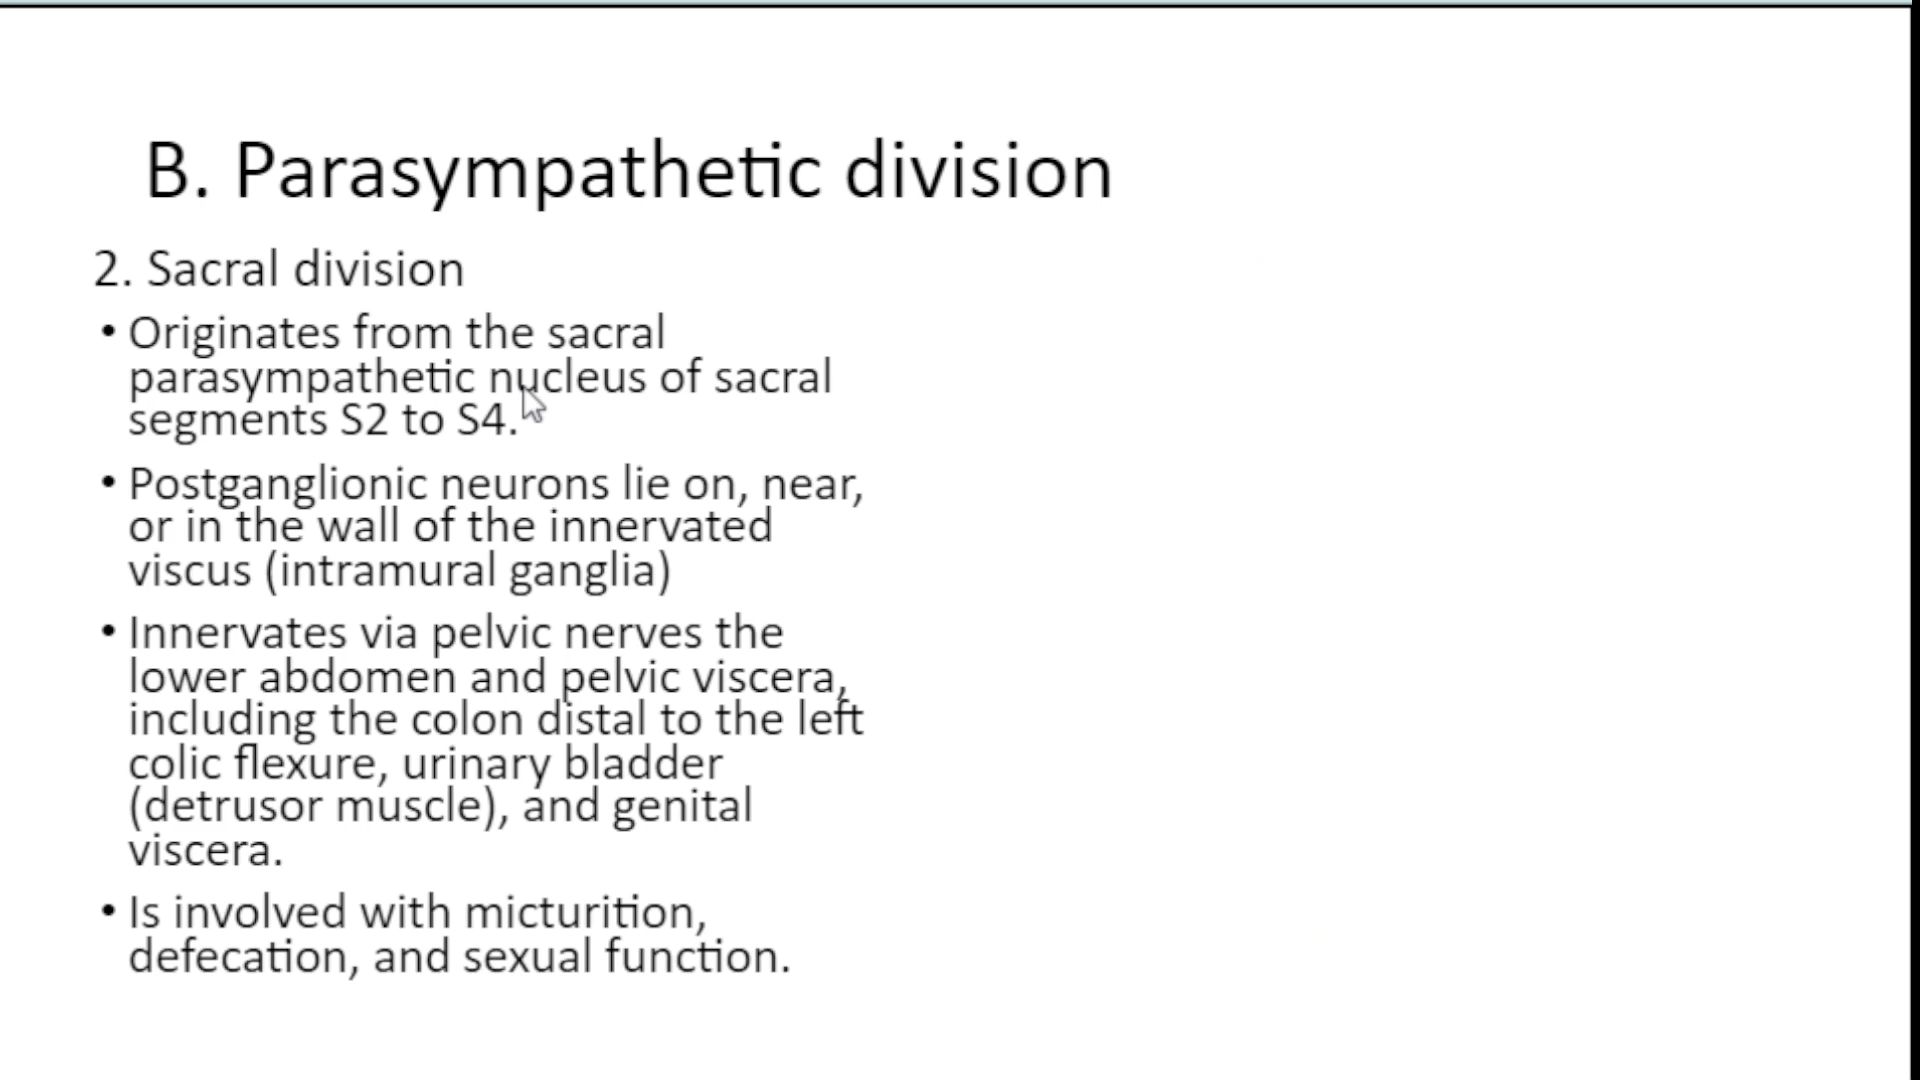 B. Parasympathetic division
2. Sacral division
• Originates from the sacral
parasympathetic nucleus of sacral
segments S2 to S4.
• Postganglionic neurons lie on, near,
or in the wall of the innervated
viscus (intramural ganglia)
• Innervates via pelvic nerves the
lower abdomen and pelvic viscera,
including the colon distal to the left
colic flexure, urinary bladder
(detrusor muscle), and genital
viscera.
• Is involved with micturition,
defecation, and sexual function.